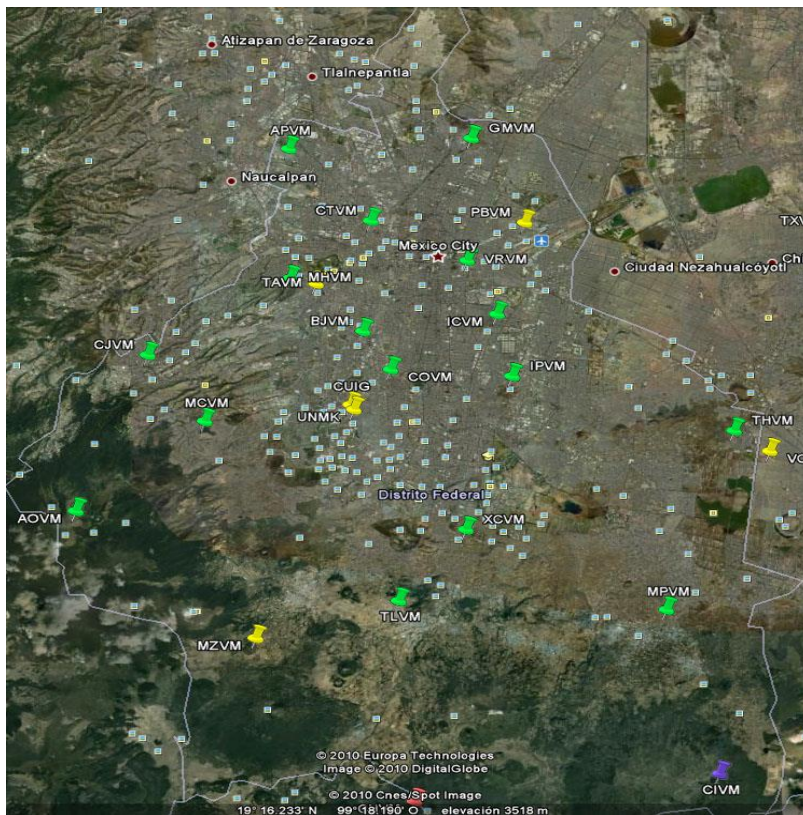 Atizapan de Zaragoza
Tlalnepantla
APVM
GMVM
Naucalpan
CTVM
PBVM
TXV
Mexico City
VRVM
Ch
Ciudad Nezahualcóyotl
TAVM
MHVM
BJVM
ICVM
CJVM
COVM
IPVM
CUIG
MCVM
UNMK
THVM
VC
Distrito Federal
AOVM
XCVM
MPVM
TLVM
MZVM
© 2010 Europa Technologies
Image © 2010 DigitalGlobe
CIVM
© 2010 Cnes/Spot Image
19° 16.233' N 99° 18.190' O elevación 3518 m